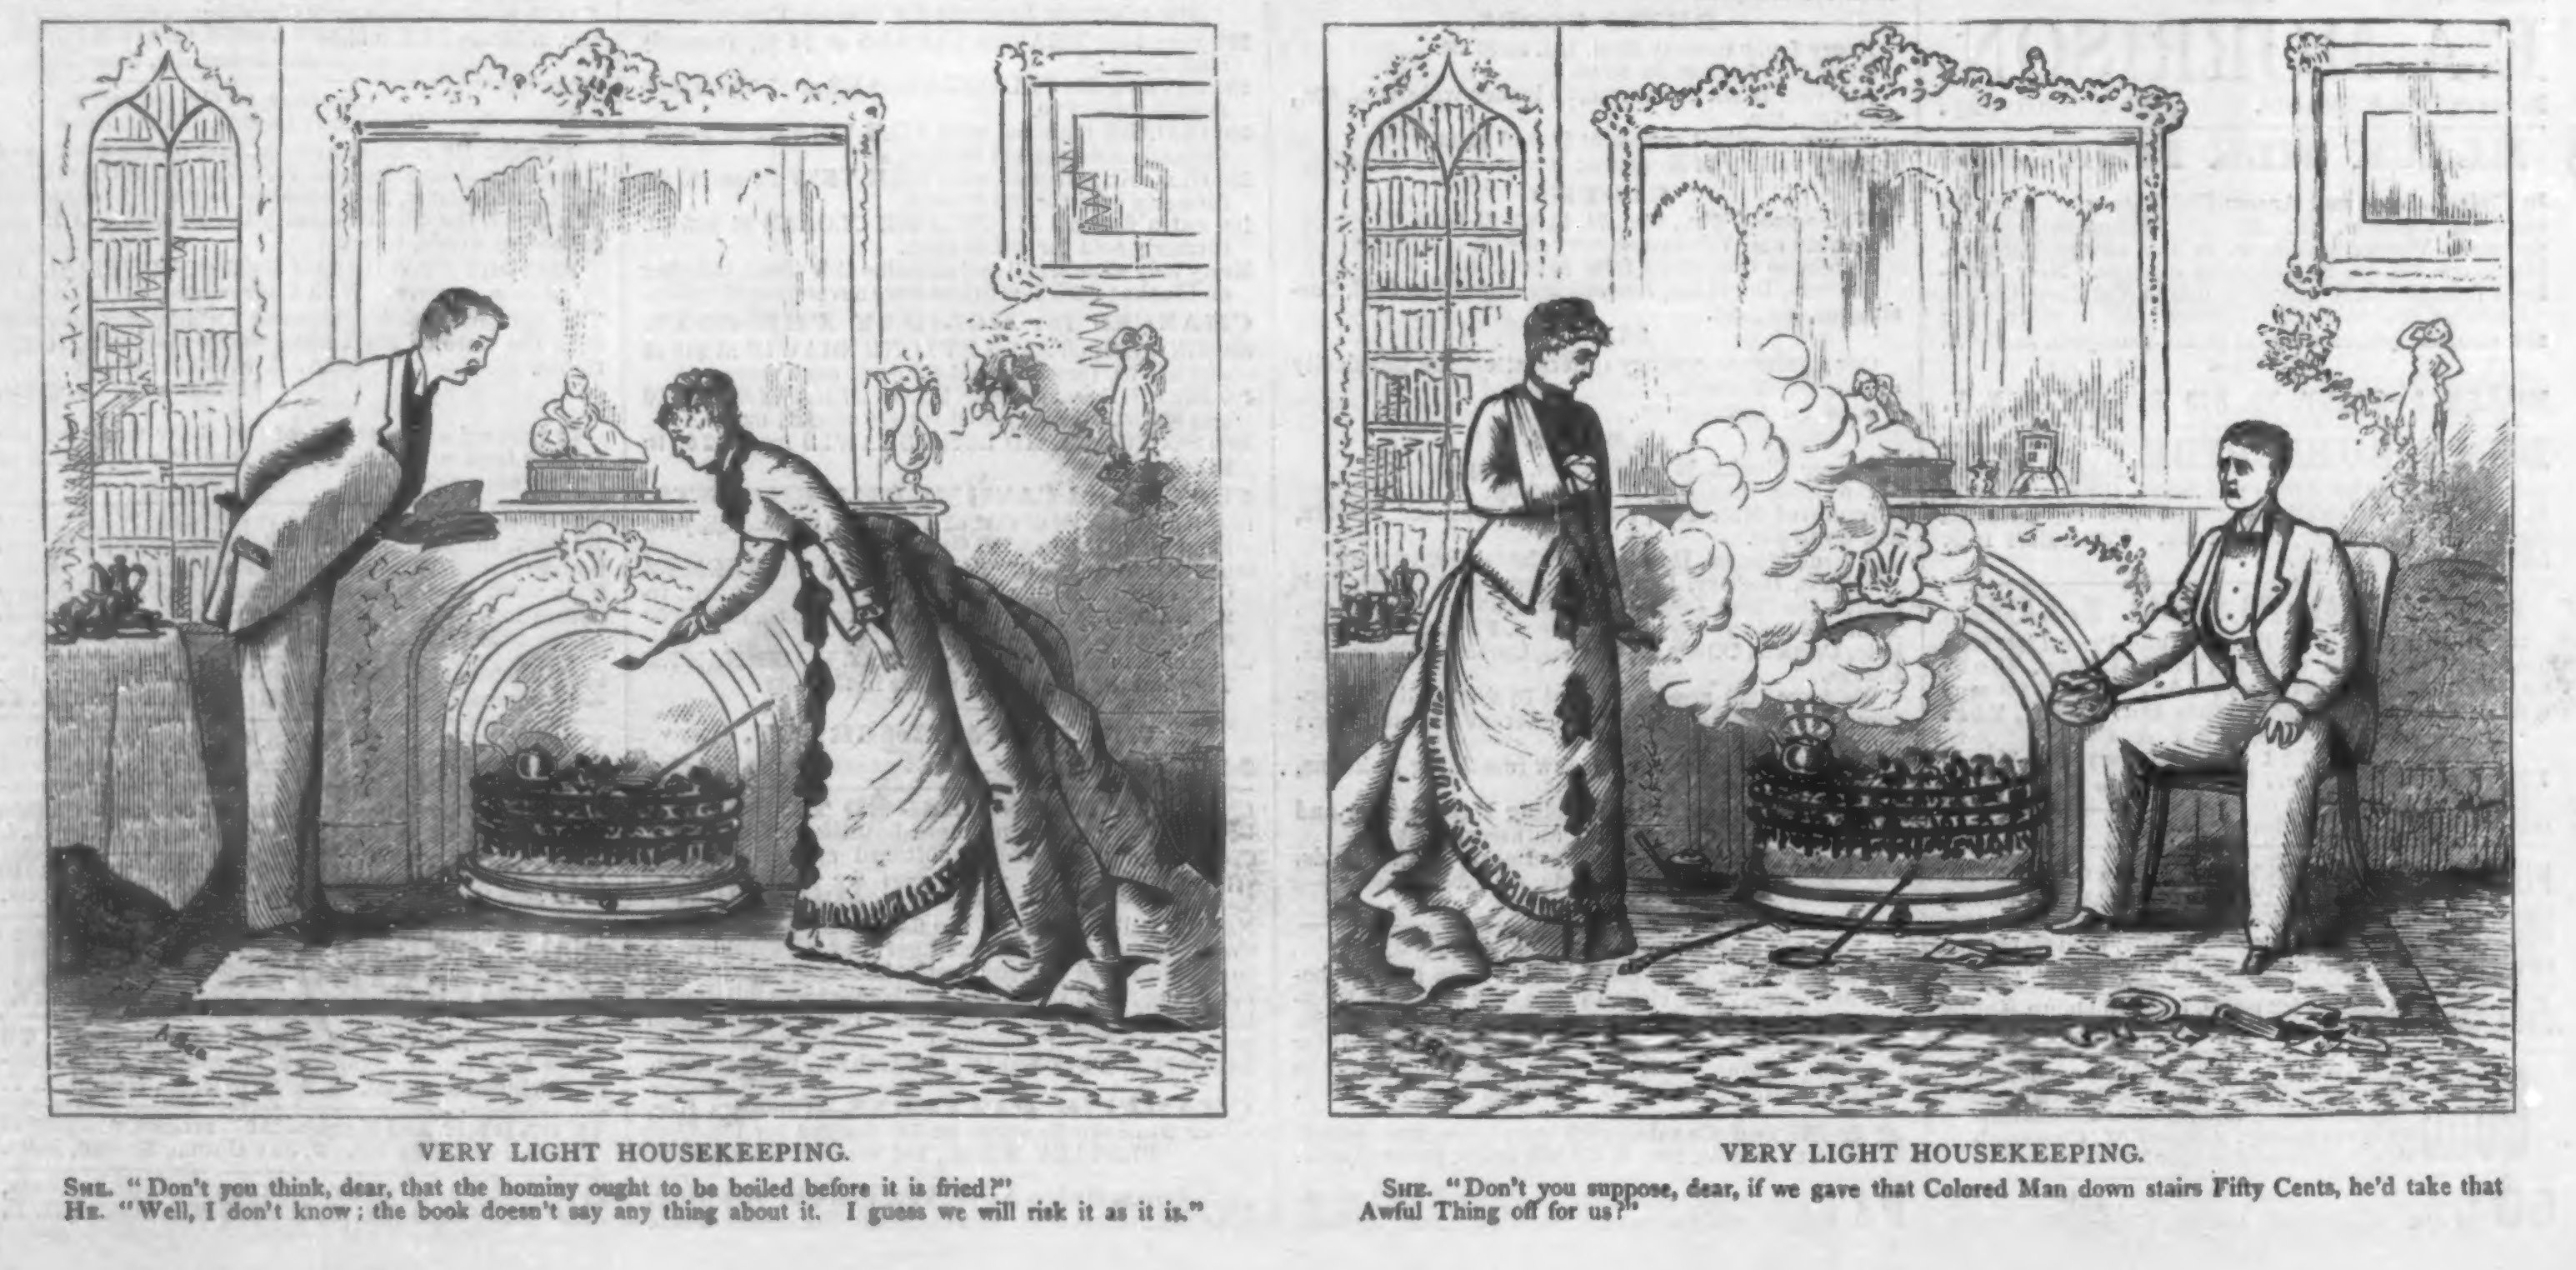 VERY LIGHT HOUSEKEEPING.
SHE. "Don't you think, dear, that the hominy ought to be boiled before it is fried?"
HE. "Well, I don't know; the book doesn't say any thing about it. I guess we will risk it as it is."
VERY LIGHT HOUSEKEEPING.
SHE. "Don't you suppose, dear, if we gave that Colored Man down stairs Fifty Cents, he'd take that
Awful Thing off for us?"